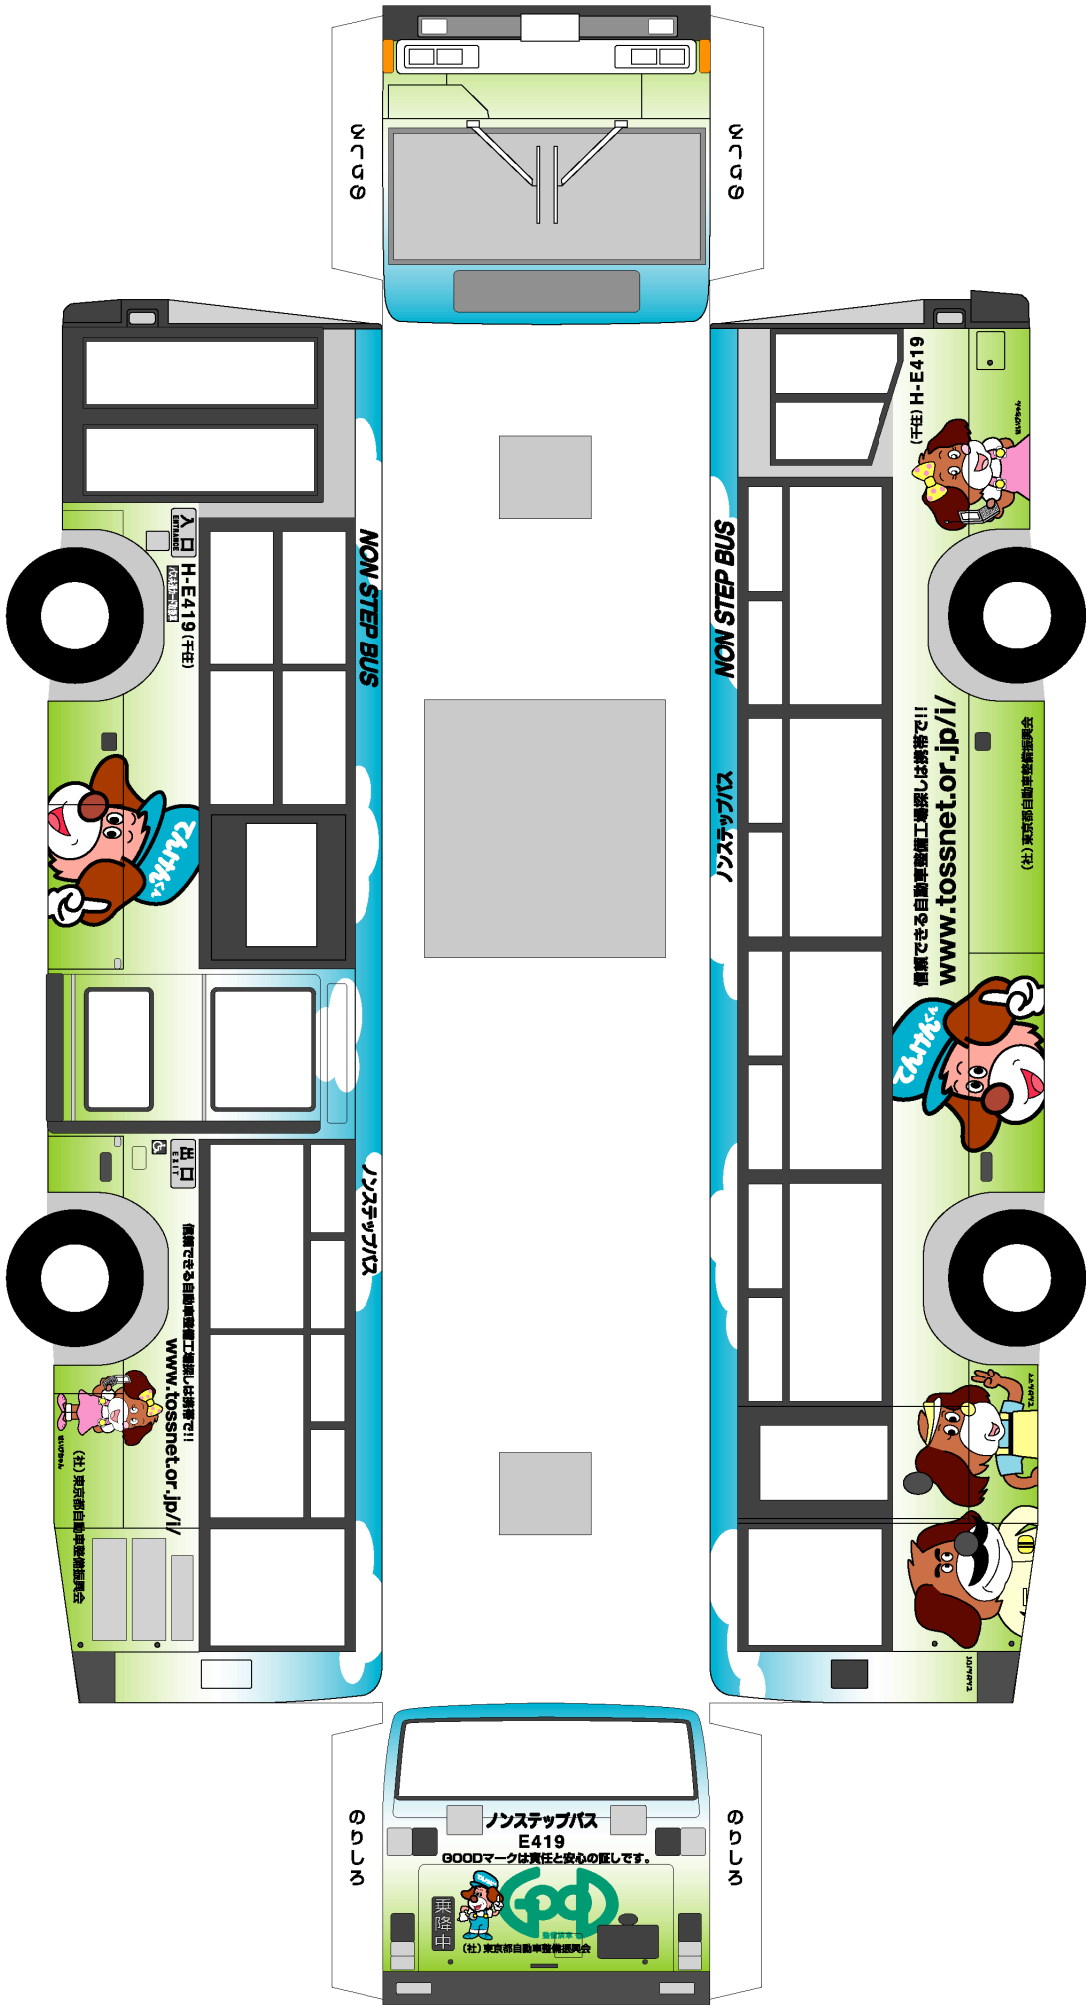 のりしろ
のりしろ
入口
ENTRANCE
H-E419(千住)
NON STEP BUS
てんけんくん
出口
EXIT
ノンステップバス
信頼できる自動車整備工場探しは携帯で!!
www.tossnet.or.jp/i/
(社)東京都自動車整備振興会
(千住)H-E419
NON STEP BUS
ノンステップバス
信頼できる自動車整備工場探しは携帯で!!
www.tossnet.or.jp/i/
(社)東京都自動車整備振興会
てんけんくん
のりしろ
のりしろ
ノンステップバス
E419
GOODマークは責任と安心の証しです。
GooD
整備済車
乗降中
(社)東京都自動車整備振興会